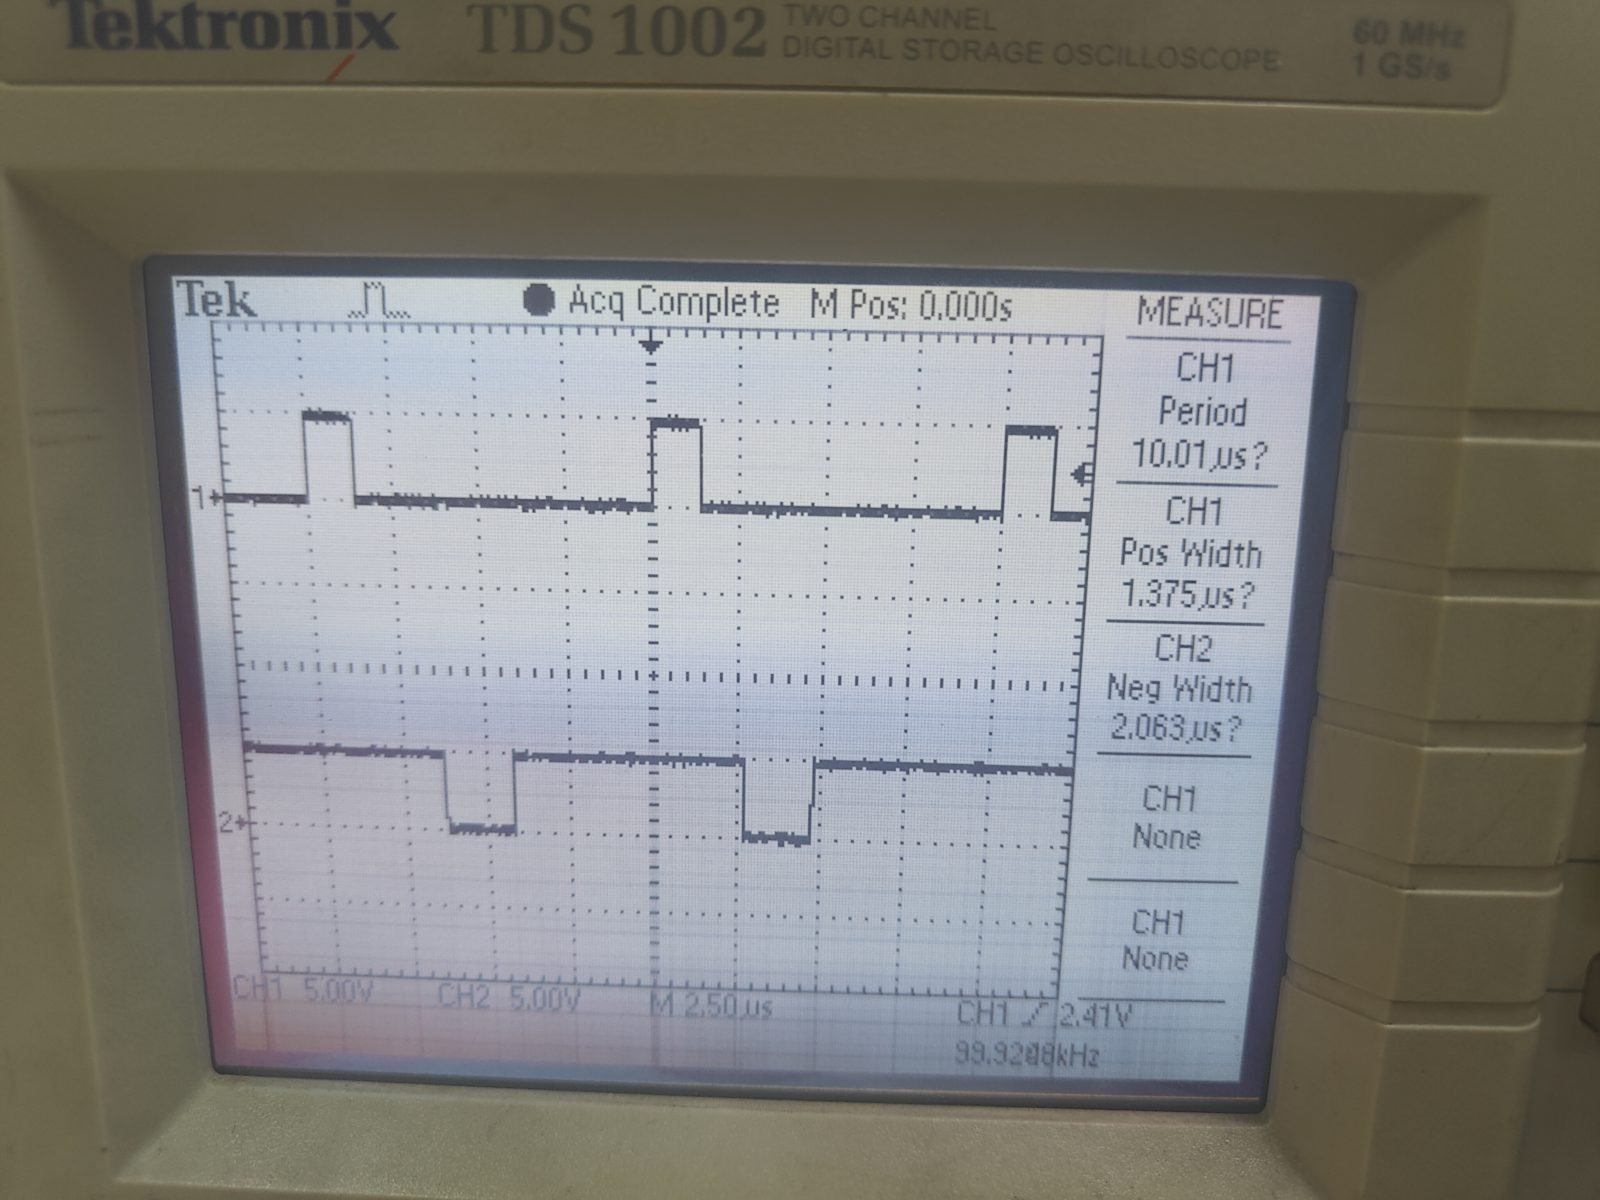 Tektronix TDS 1002 TWO CHANNEL
DIGITAL STORAGE OSCILLOSCOPE
60 MHz
1 GS/s
Tek Acq Complete M Pos: 0.000s MEASURE
CH1
Period
10.01µs?
CH1
Pos Width
1.375µs?
CH2
Neg Width
2.063µs?
CH1
None
CH1
None
1
2
CH1 5.00V CH2 5.00V M 2.50µs CH1 2.41V